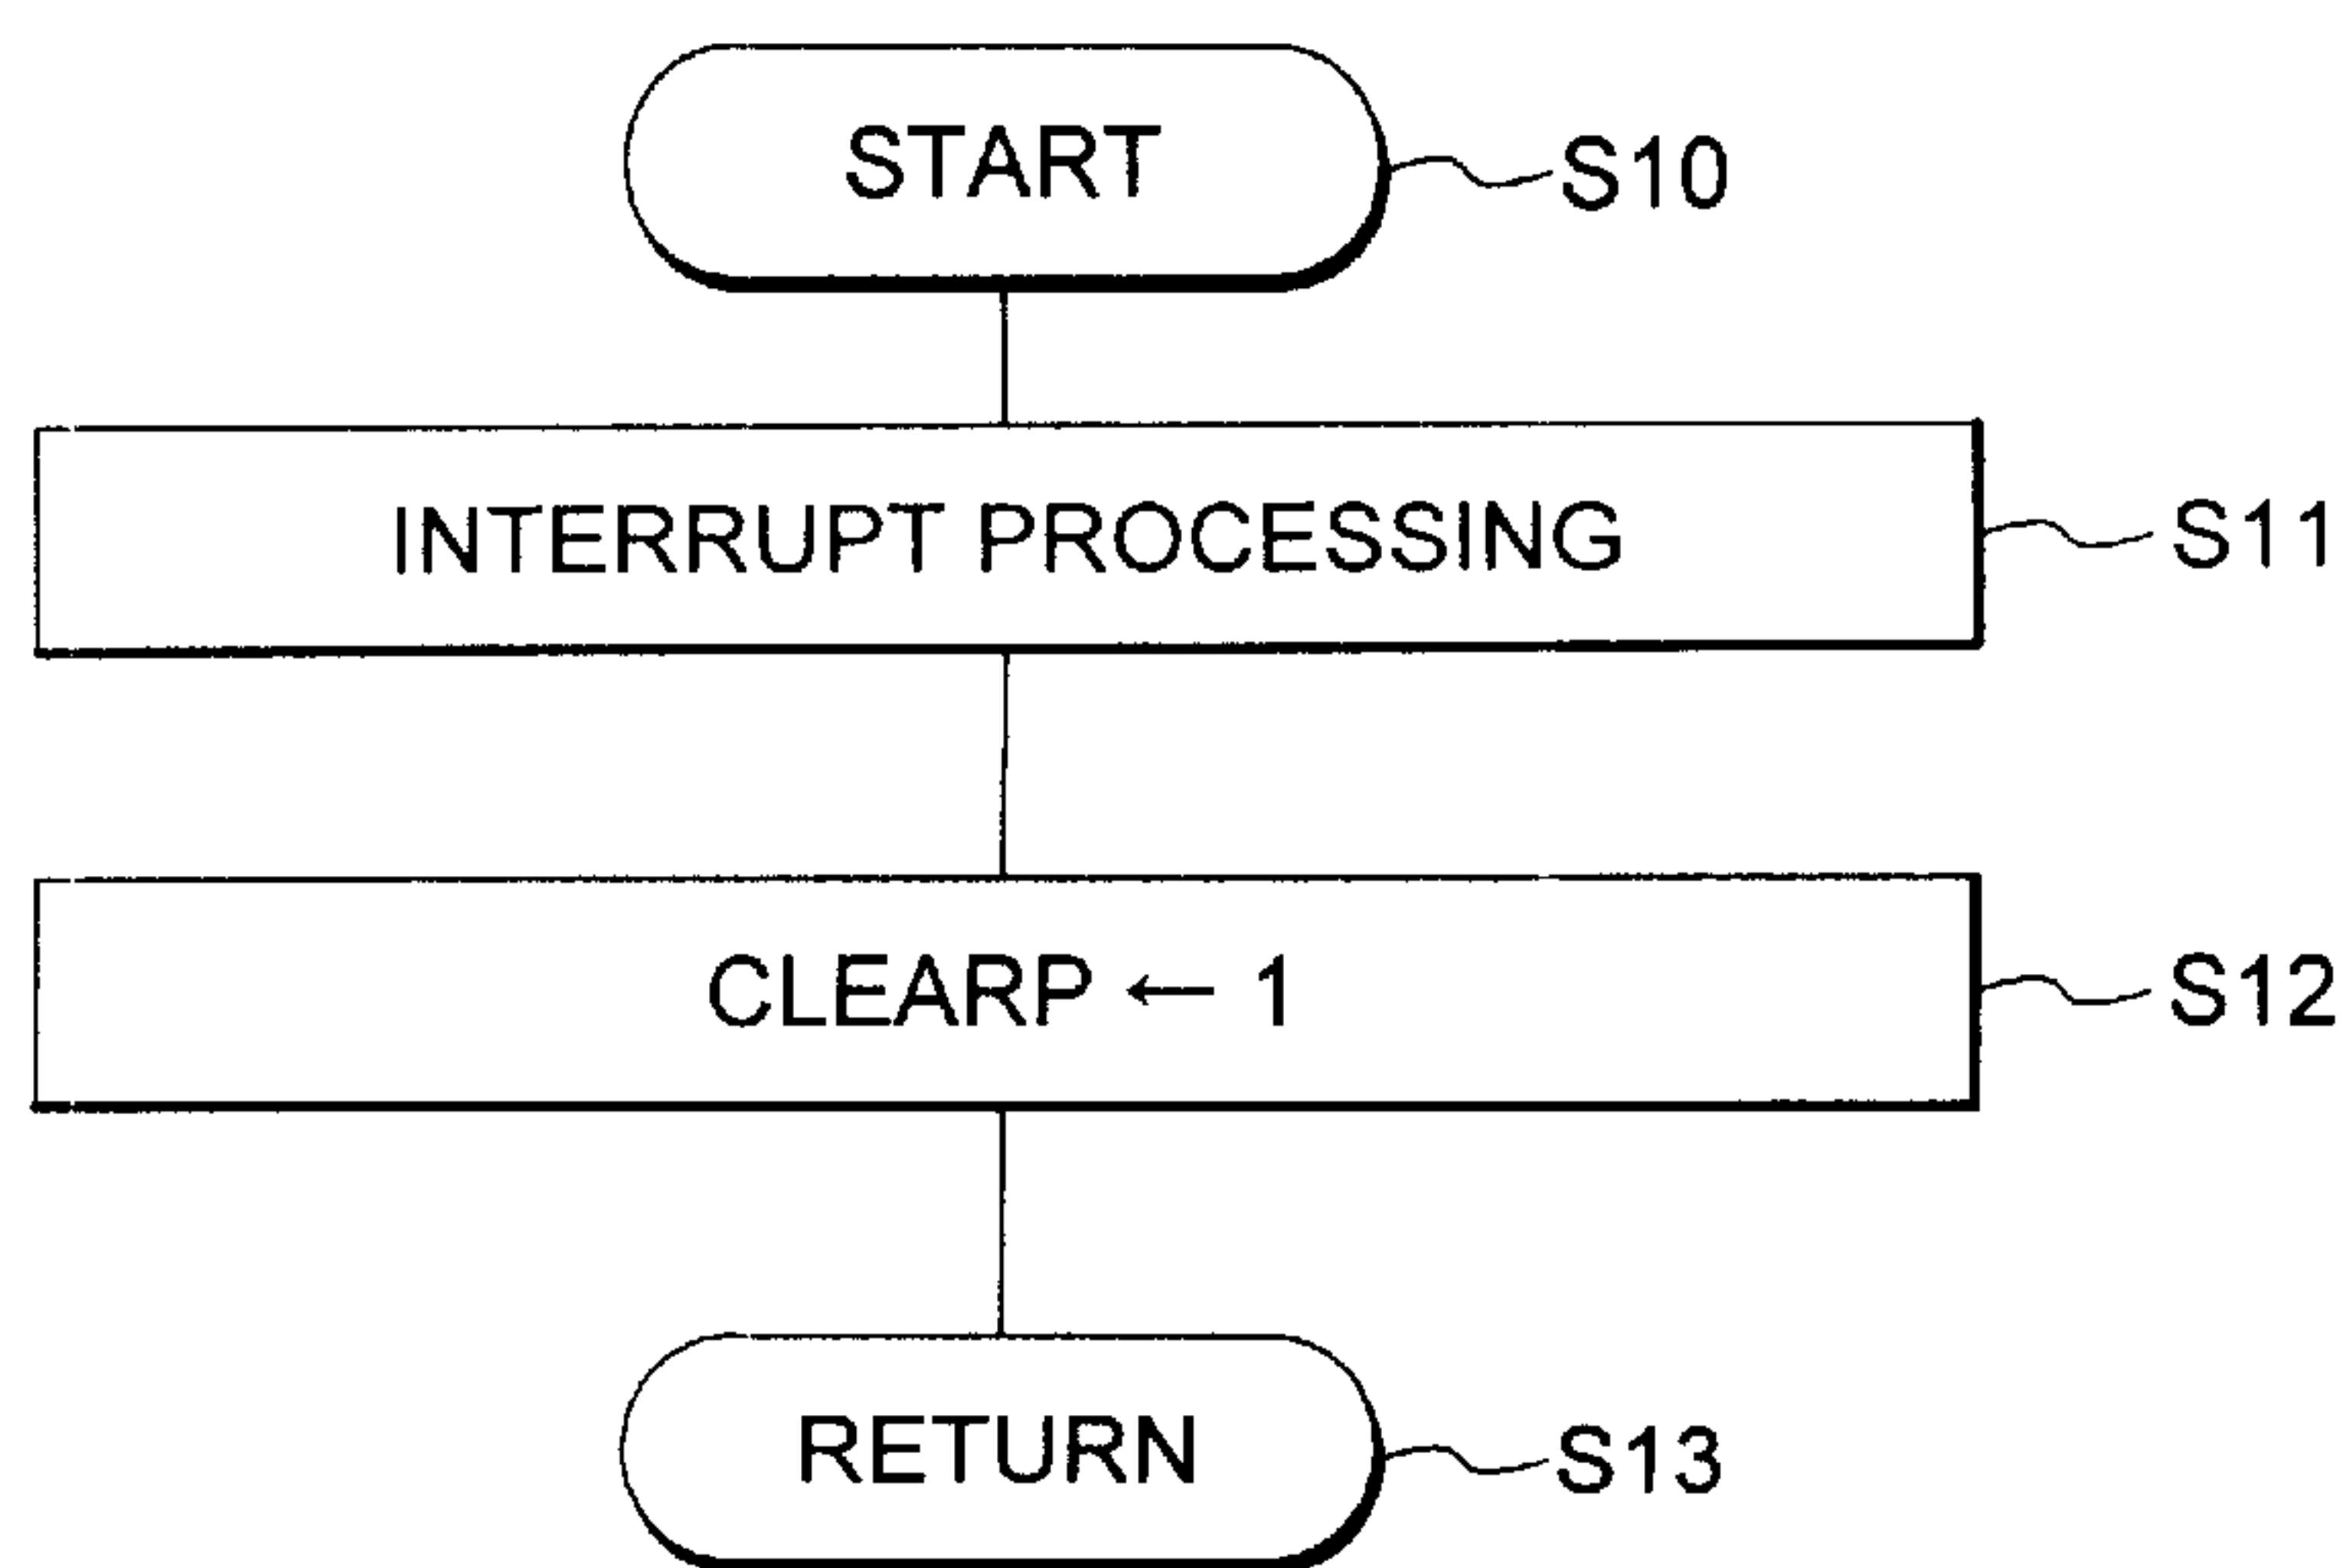 START
S10
INTERRUPT PROCESSING
S11
CLEARP ← 1
S12
RETURN
S13